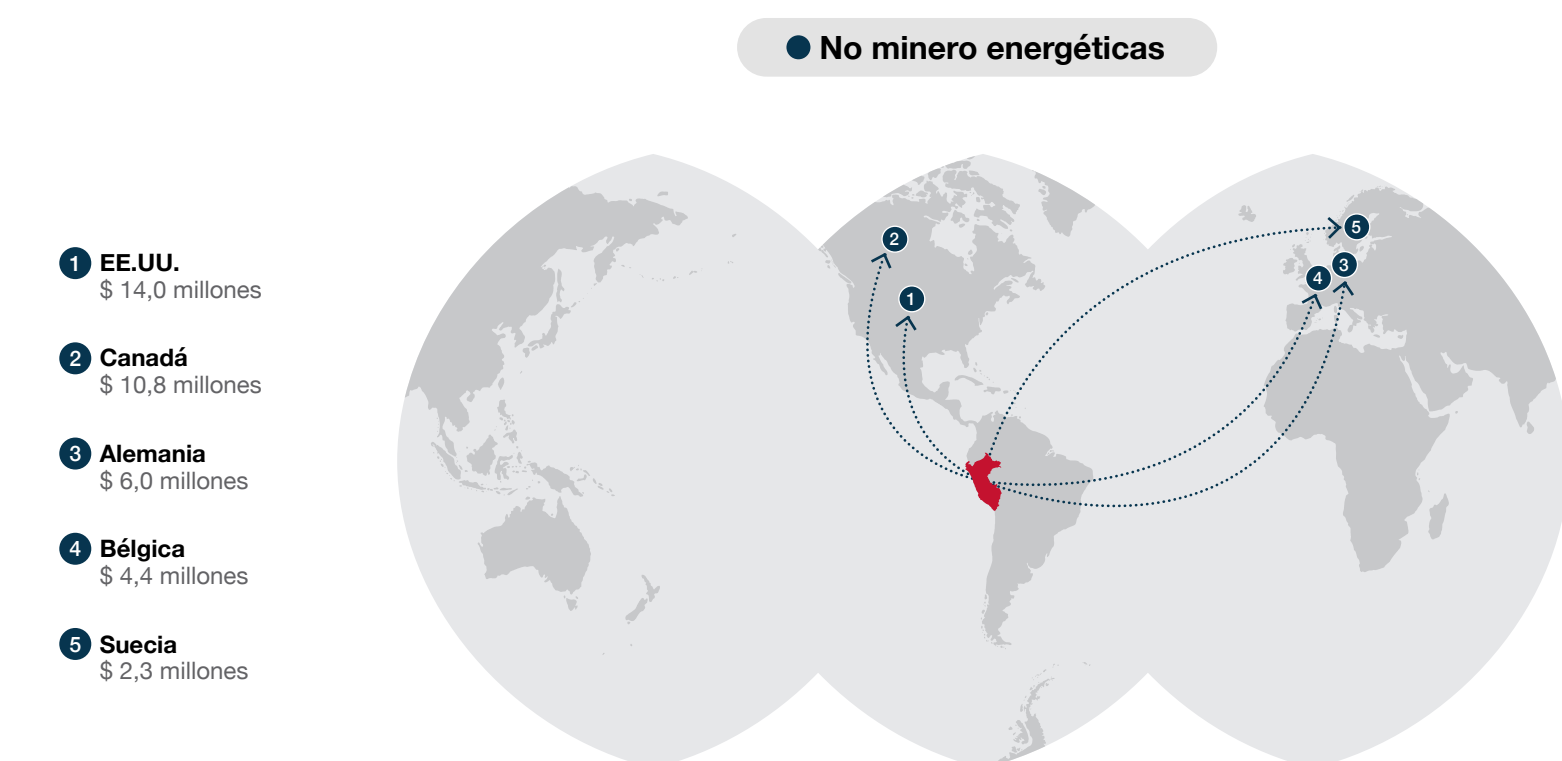 No minero energéticas
1 EE.UU.
$ 14,0 millones
2 Canadá
$ 10,8 millones
3 Alemania
$ 6,0 millones
4 Bélgica
$ 4,4 millones
5 Suecia
$ 2,3 millones
2
1
5
3
4